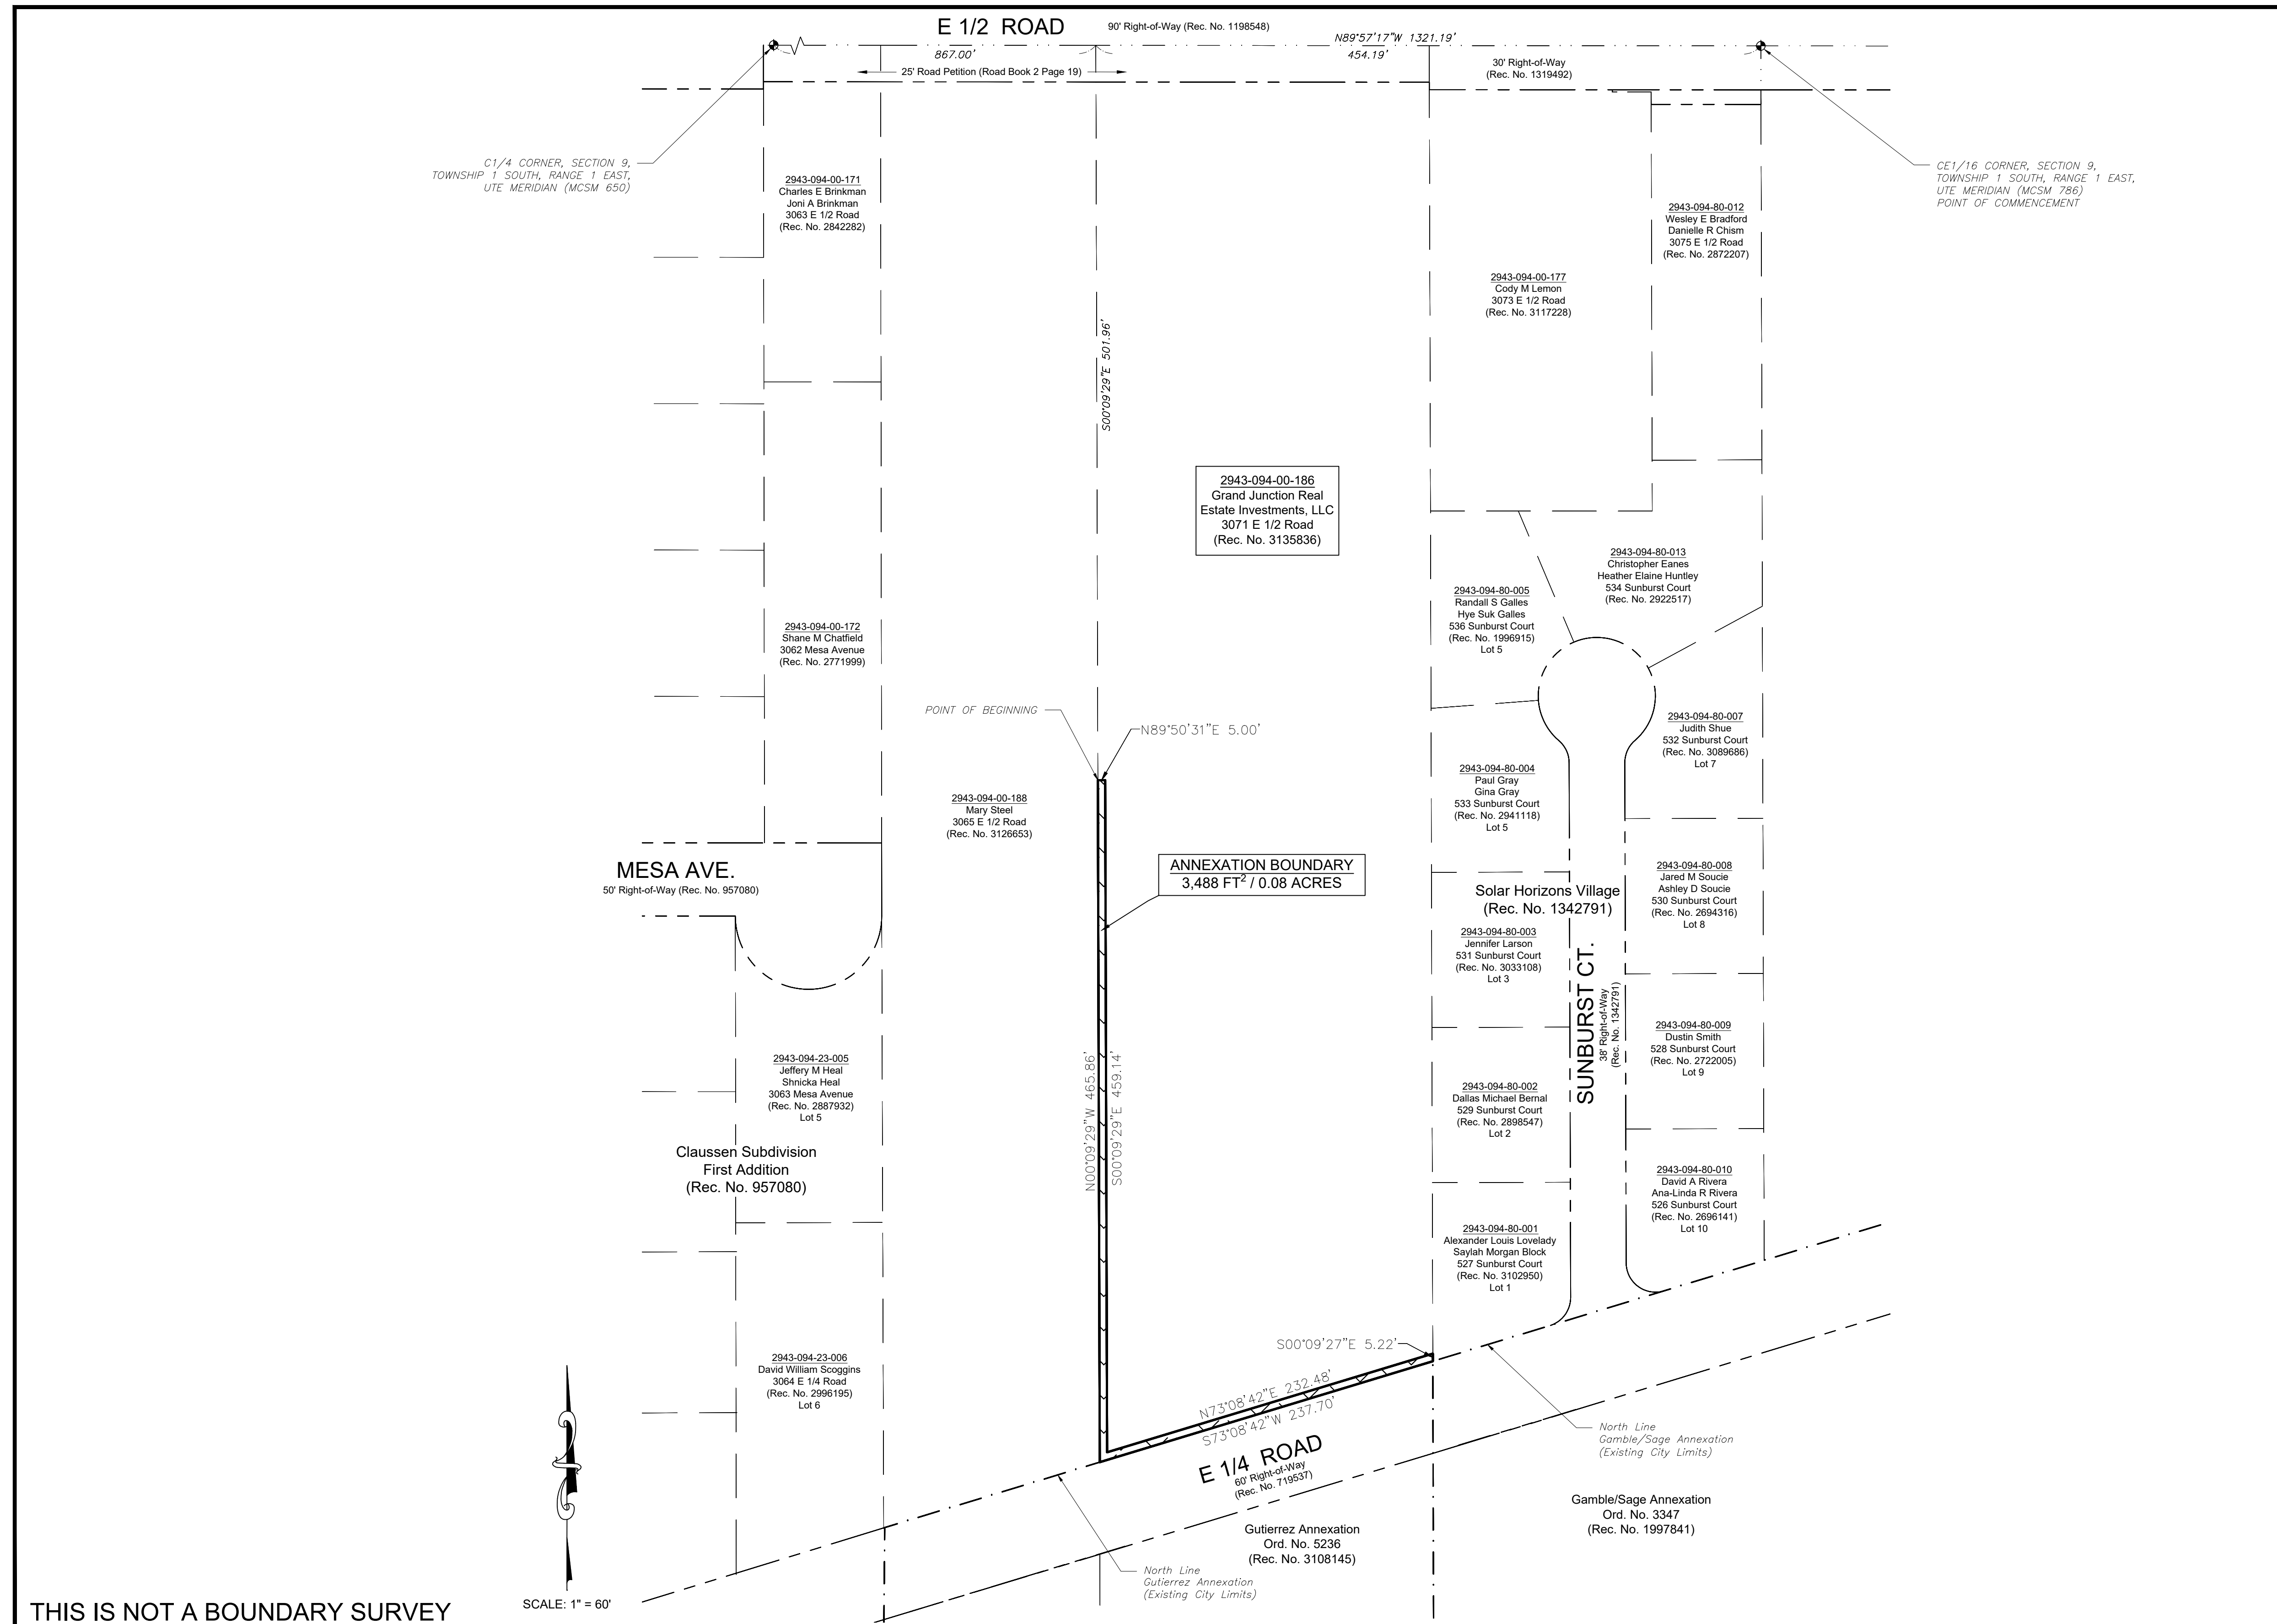 E 1/2 ROAD
90' Right-of-Way (Rec. No. 1198548)
N89°57'17"W 1321.19'
867.00'
454.19'
25' Road Petition (Road Book 2 Page 19)
30' Right-of-Way
(Rec. No. 1319492)
C1/4 CORNER, SECTION 9,
TOWNSHIP 1 SOUTH, RANGE 1 EAST,
UTE MERIDIAN (MCSM 650)
CE1/16 CORNER, SECTION 9,
TOWNSHIP 1 SOUTH, RANGE 1 EAST,
UTE MERIDIAN (MCSM 786)
POINT OF COMMENCEMENT
2943-094-00-171
Charles E Brinkman
Joni A Brinkman
3063 E 1/2 Road
(Rec. No. 2842282)
2943-094-80-012
Wesley E Bradford
Danielle R Chism
3075 E 1/2 Road
(Rec. No. 2872207)
2943-094-00-177
Cody M Lemon
3073 E 1/2 Road
(Rec. No. 3117228)
S00°09'29"E 501.96'
2943-094-00-186
Grand Junction Real
Estate Investments, LLC
3071 E 1/2 Road
(Rec. No. 3135836)
2943-094-80-013
Christopher Eanes
Heather Elaine Huntley
534 Sunburst Court
(Rec. No. 2922517)
2943-094-80-005
Randall S Galles
Hye Suk Galles
536 Sunburst Court
(Rec. No. 1996915)
Lot 5
2943-094-00-172
Shane M Chatfield
3062 Mesa Avenue
(Rec. No. 2771999)
POINT OF BEGINNING
N89°50'31"E 5.00'
2943-094-80-007
Judith Shue
532 Sunburst Court
(Rec. No. 3089686)
Lot 7
2943-094-80-004
Paul Gray
Gina Gray
533 Sunburst Court
(Rec. No. 2941118)
Lot 5
2943-094-00-188
Mary Steel
3065 E 1/2 Road
(Rec. No. 3126653)
MESA AVE.
50' Right-of-Way (Rec. No. 957080)
ANNEXATION BOUNDARY
3,488 FT2 / 0.08 ACRES
Solar Horizons Village
(Rec. No. 1342791)
2943-094-80-008
Jared M Soucie
Ashley D Soucie
530 Sunburst Court
(Rec. No. 2694316)
Lot 8
2943-094-80-003
Jennifer Larson
531 Sunburst Court
(Rec. No. 3033108)
Lot 3
SUNBURST CT.
38' Right-of-Way
(Rec. No. 1342791)
2943-094-80-009
Dustin Smith
528 Sunburst Court
(Rec. No. 2722005)
Lot 9
2943-094-23-005
Jeffery M Heal
Shnicka Heal
3063 Mesa Avenue
(Rec. No. 2887932)
Lot 5
N00°09'29"W 465.86'
S00°09'29"E 459.14'
2943-094-80-002
Dallas Michael Bernal
529 Sunburst Court
(Rec. No. 2898547)
Lot 2
Claussen Subdivision
First Addition
(Rec. No. 957080)
2943-094-80-010
David A Rivera
Ana-Linda R Rivera
526 Sunburst Court
(Rec. No. 2696141)
Lot 10
2943-094-80-001
Alexander Louis Lovelady
Saylah Morgan Block
527 Sunburst Court
(Rec. No. 3102950)
Lot 1
S00°09'27"E 5.22'
2943-094-23-006
David William Scoggins
3064 E 1/4 Road
(Rec. No. 2996195)
Lot 6
N73°08'42"E 232.48'
S73°08'42"W 237.70'
E 1/4 ROAD
60' Right-of-Way
(Rec. No. 719537)
North Line
Gamble/Sage Annexation
(Existing City Limits)
Gamble/Sage Annexation
Ord. No. 3347
(Rec. No. 1997841)
Gutierrez Annexation
Ord. No. 5236
(Rec. No. 3108145)
North Line
Gutierrez Annexation
(Existing City Limits)
SCALE: 1" = 60'
THIS IS NOT A BOUNDARY SURVEY